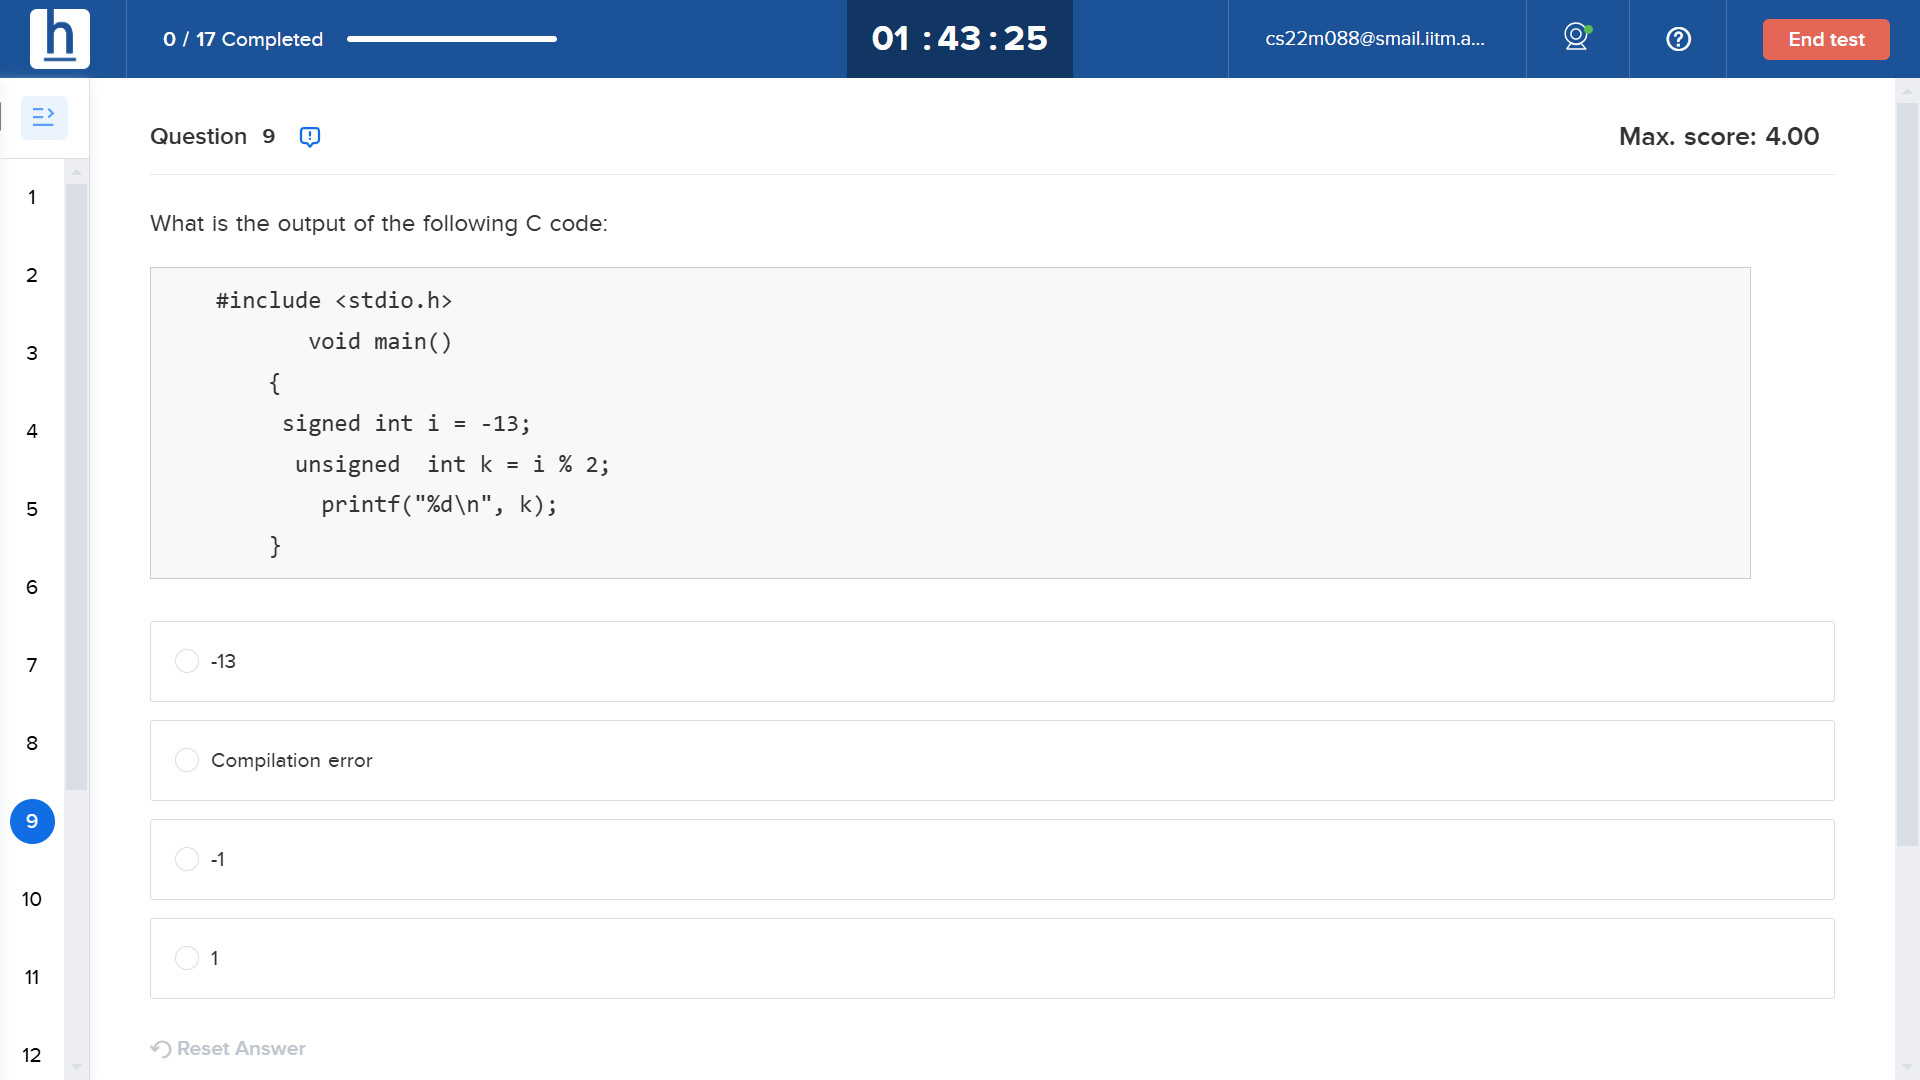 h
0 / 17 Completed
01 : 43 : 25
cs22m088@smail.iitm.a...
End test
Question 9
Max. score: 4.00
What is the output of the following C code:
#include <stdio.h>
void main()
{
signed int i = -13;
unsigned  int k = i % 2;
printf("%d\n", k);
}
-13
Compilation error
-1
1
Reset Answer
1
2
3
4
5
6
7
8
9
10
11
12